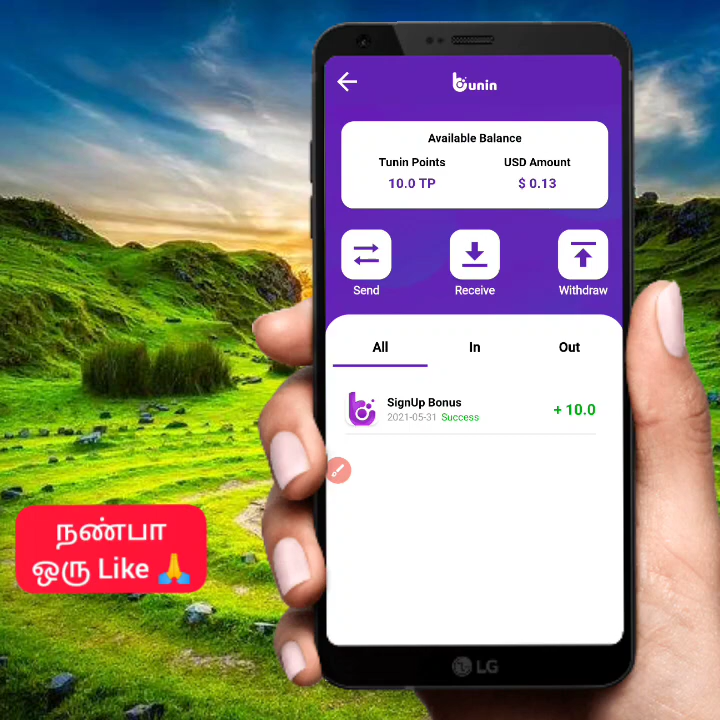 bunin
Available Balance
Tunin Points USD Amount
10.0 TP $ 0.13
Send Receive Withdraw
All In Out
SignUp Bonus
2021-05-31 Success
+ 10.0
நண்பா
ஒரு Like 🙏
LG